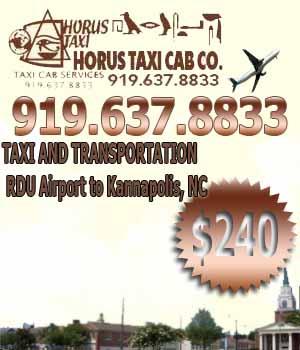 HORUS
TAXI
TAXI CAB SERVICES
919.637.8833
HORUS TAXI CAB CO.
919.637.8833
919.637.8833
TAXI AND TRANSPORTATION
RDU Airport to Kannapolis, NC
$240